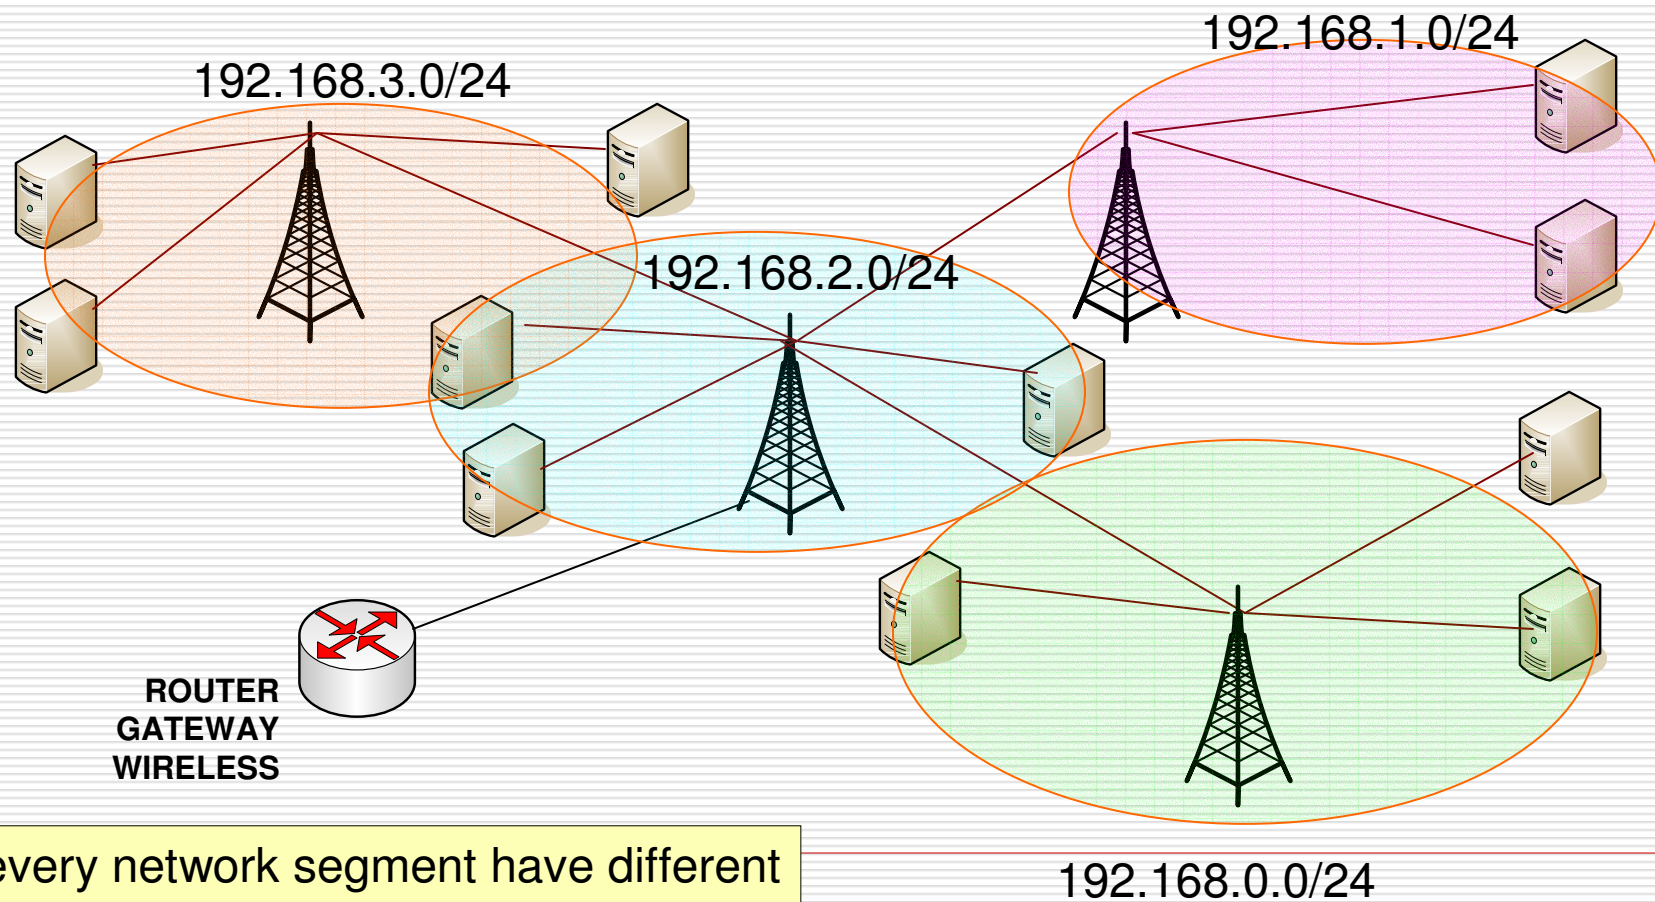 192.168.1.0/24
192.168.3.0/24
192.168.2.0/24
ROUTER
GATEWAY
WIRELESS
every network segment have different
192.168.0.0/24